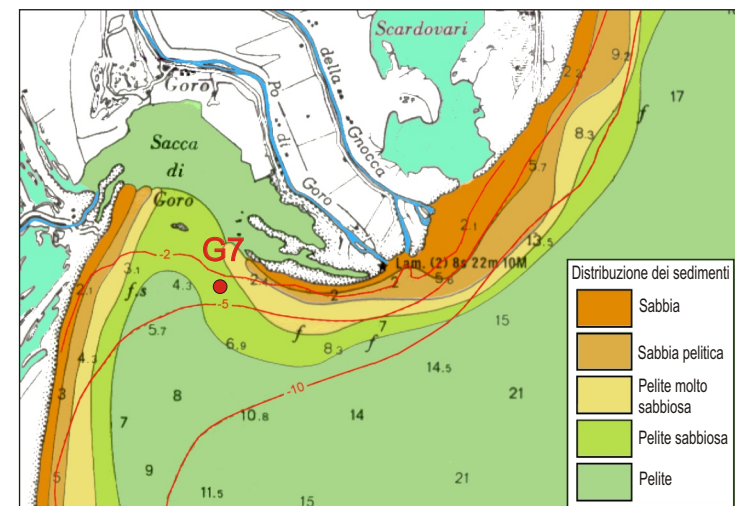 Scardovari
della
Gnocca
Po
di
Goro
Goro
Sacca
di
Goro
G7
Lam. (2) 8s 22m 10M
9.2
2.2
17
f
8.3
5.7
2.1
13.5
-2
3.1
2.1
f.s
4.3
2.4
2
2
5.6
-5
5.7
f
7
f
15
4.3
6.9
8.3
14.5
3
8
-10
21
7
10.8
14
9
5
11.5
15
21
Distribuzione dei sedimenti
Sabbia
Sabbia pelitica
Pelite molto
sabbiosa
Pelite sabbiosa
Pelite